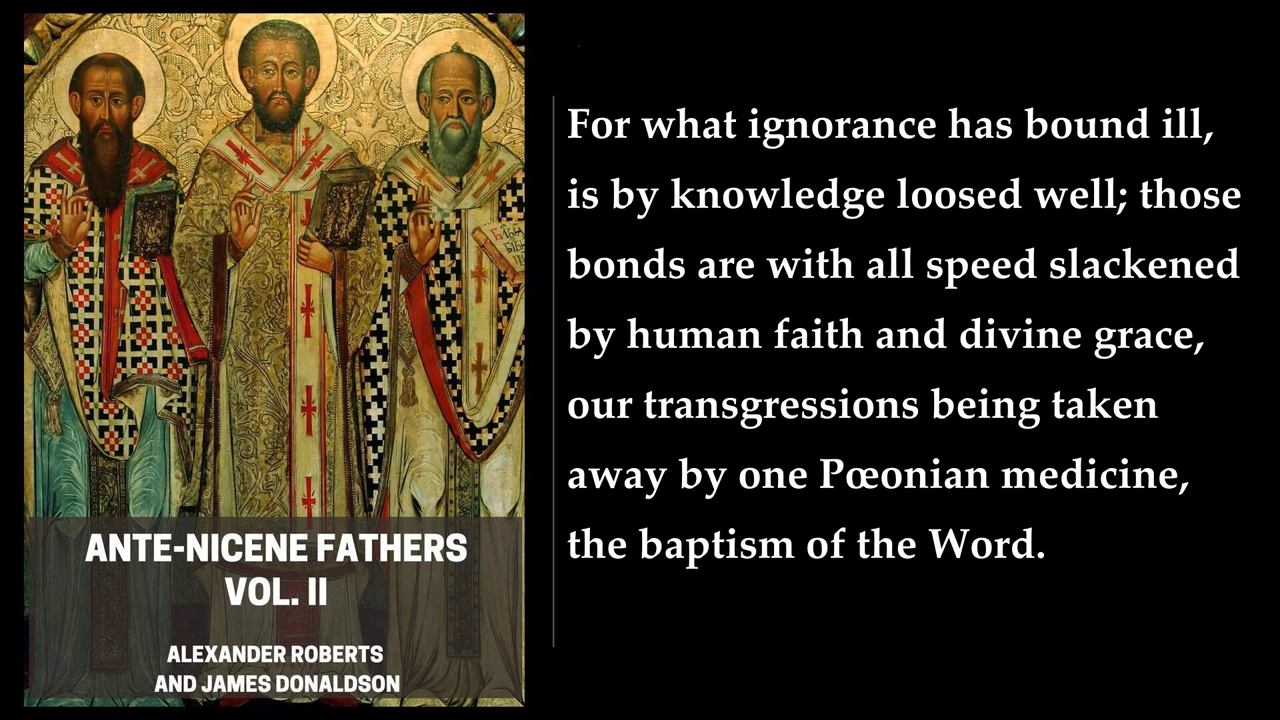 ANTE-NICENE FATHERS
VOL. II
ALEXANDER ROBERTS
AND JAMES DONALDSON
For what ignorance has bound ill,
is by knowledge loosed well; those
bonds are with all speed slackened
by human faith and divine grace,
our transgressions being taken
away by one Pœonian medicine,
the baptism of the Word.